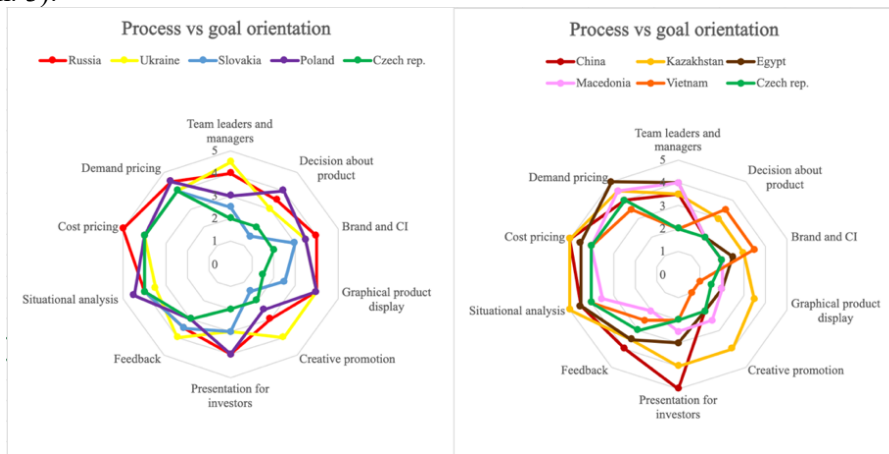 Process vs goal orientation
Russia Ukraine Slovakia Poland Czech rep.
Team leaders and
managers
Decision about
product
Brand and CI
Graphical product
display
Creative promotion
Presentation for
investors
Feedback
Situational analysis
Cost pricing
Demand pricing
5
4
3
2
1
0
Process vs goal orientation
China Kazakhstan Egypt
Macedonia Vietnam Czech rep.
Team leaders and
managers
Decision about
product
Brand and CI
Graphical product
display
Creative promotion
Presentation for
investors
Feedback
Situational analysis
Cost pricing
Demand pricing
5
4
3
2
1
0